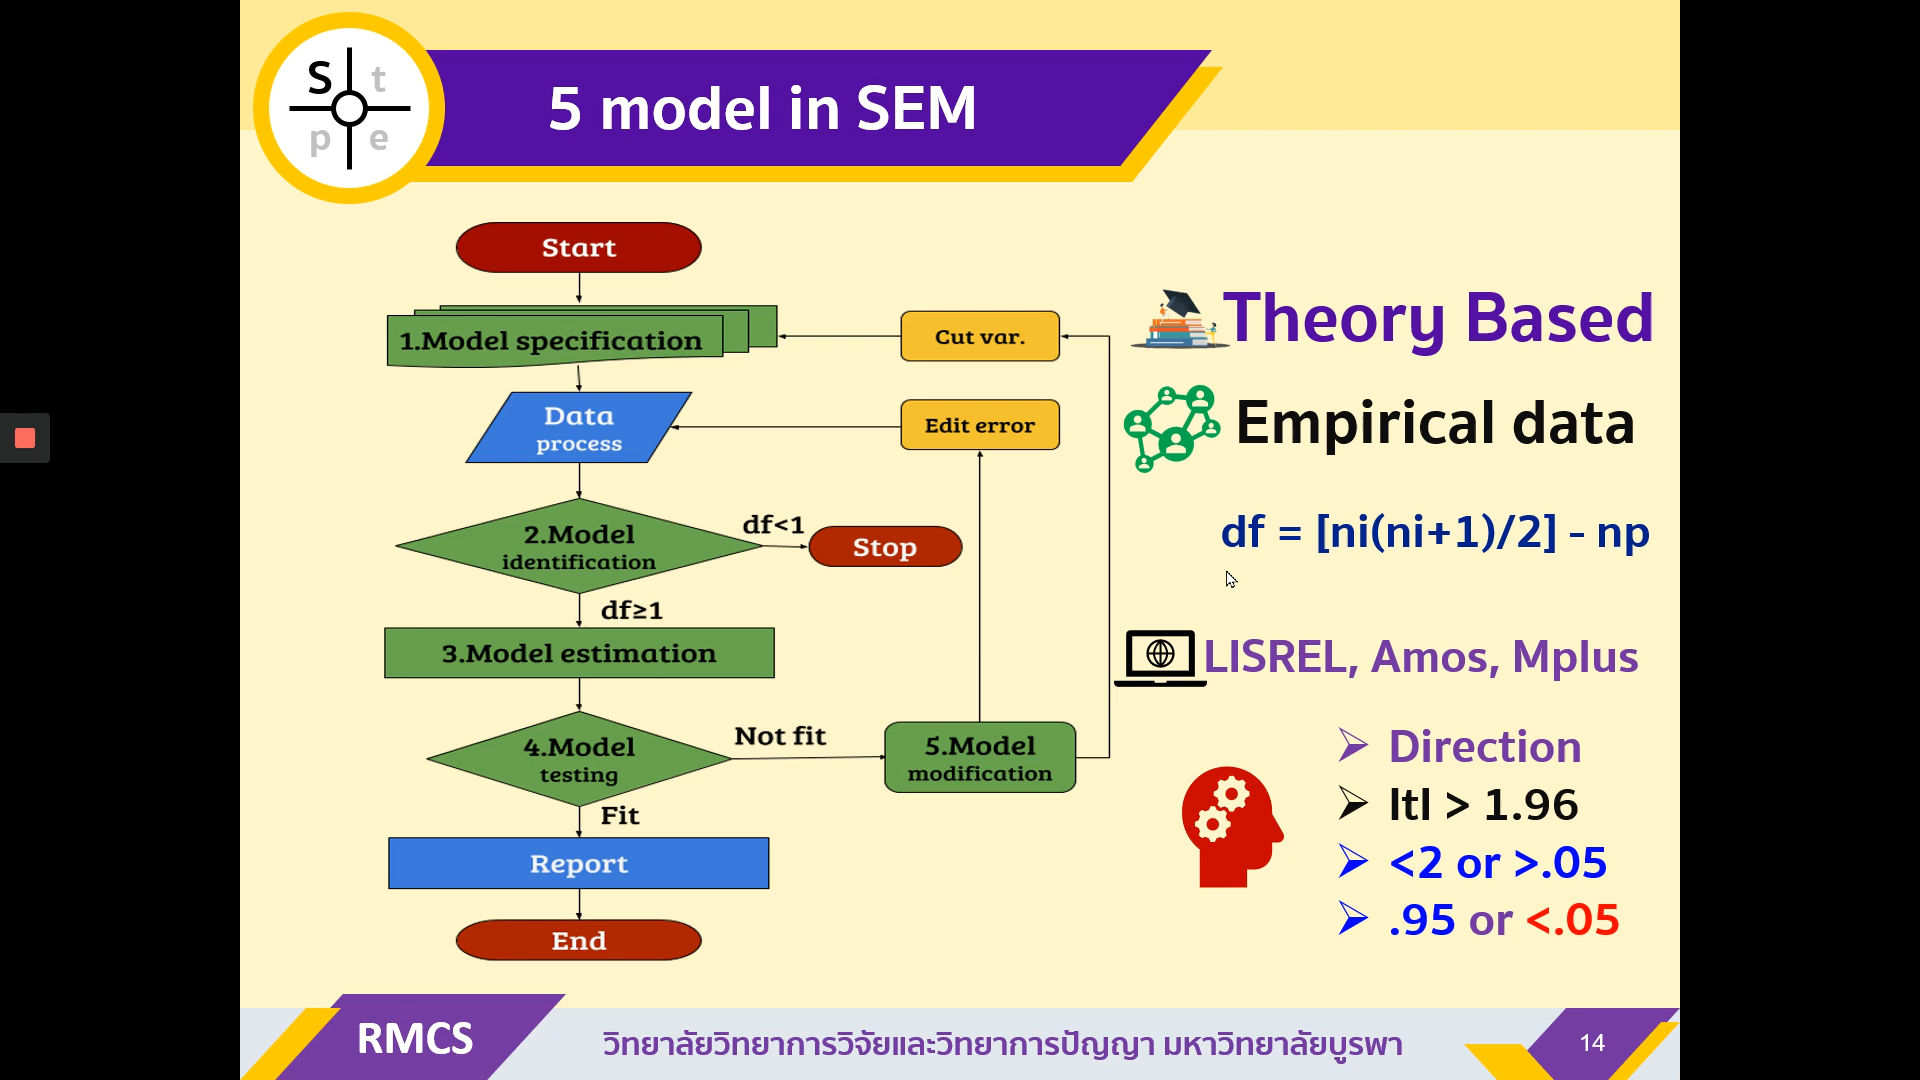 S t
p e
5 model in SEM
Start
1.Model specification
Cut var.
Data
process
Edit error
2.Model
identification
df<1
Stop
df≥1
3.Model estimation
4.Model
testing
Not fit
5.Model
modification
Fit
Report
End
Theory Based
Empirical data
df = [ni(ni+1)/2] - np
LISREL, Amos, Mplus
Direction
ItI > 1.96
<2 or >.05
.95 or <.05
RMCS
วิทยาลัยวิทยาการวิจัยและวิทยาการปัญญา มหาวิทยาลัยบูรพา
14